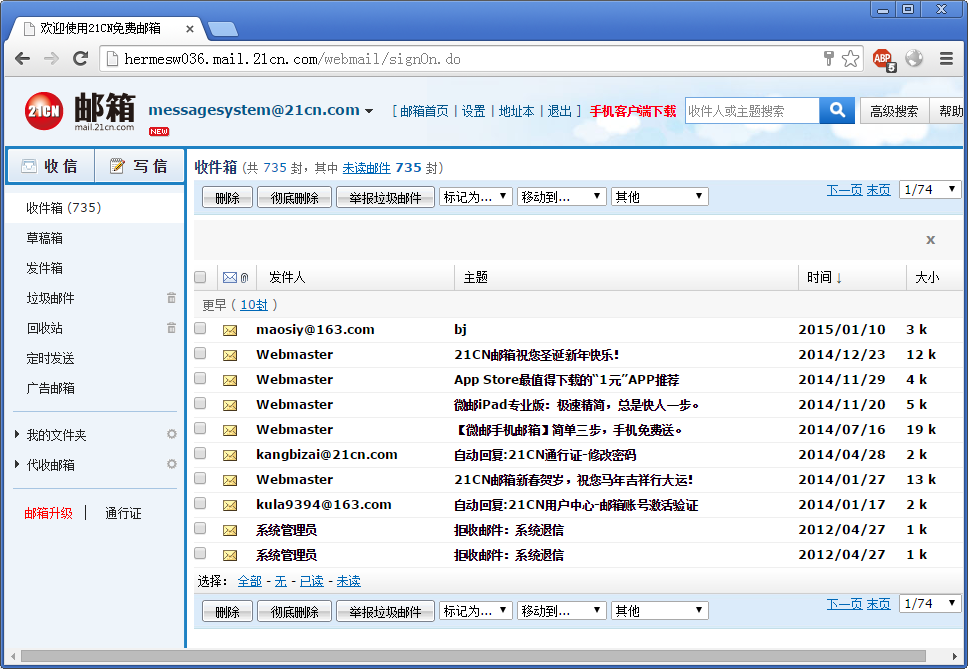 欢迎使用21CN免费邮箱
hermesw036.mail.21cn.com/webmail/signOn.do
ABP 5
21CN 邮箱 mail.21cn.com NEW messagesystem@21cn.com [ 邮箱首页 | 设置 | 地址本 | 退出 ] 手机客户端下载 收件人或主题搜索 高级搜索 帮助
收信 写信
收件箱 (735)
草稿箱
发件箱
垃圾邮件
回收站
定时发送
广告邮箱
我的文件夹
代收邮箱
邮箱升级 | 通行证
收件箱 (共 735 封，其中 未读邮件 735 封)
删除 彻底删除 举报垃圾邮件 标记为... 移动到... 其他 下一页 末页 1/74
x
发件人 主题 时间↓ 大小
更早 ( 10封 )
maosiy@163.com bj 2015/01/10 3 k
Webmaster 21CN邮箱祝您圣诞新年快乐! 2014/12/23 12 k
Webmaster App Store最值得下载的“1元”APP推荐 2014/11/29 4 k
Webmaster 微邮iPad专业版：极速精简，总是快人一步。 2014/11/20 5 k
Webmaster 【微邮手机邮箱】简单三步，手机免费送。 2014/07/16 19 k
kangbizai@21cn.com 自动回复:21CN通行证-修改密码 2014/04/28 2 k
Webmaster 21CN邮箱新春贺岁，祝您马年吉祥行大运! 2014/01/27 13 k
kula9394@163.com 自动回复:21CN用户中心-邮箱账号激活验证 2014/01/17 2 k
系统管理员 拒收邮件：系统退信 2012/04/27 1 k
系统管理员 拒收邮件：系统退信 2012/04/27 1 k
选择： 全部 - 无 - 已读 - 未读
删除 彻底删除 举报垃圾邮件 标记为... 移动到... 其他 下一页 末页 1/74